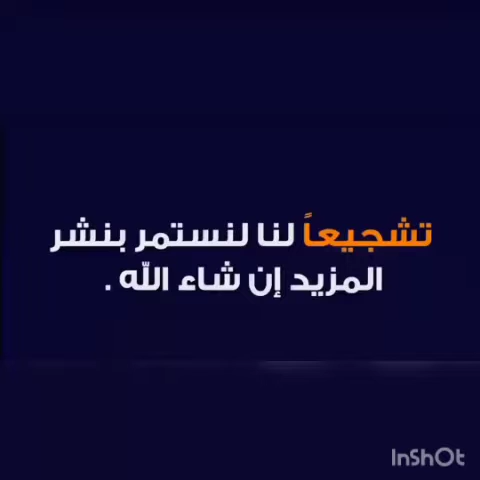 تشجيعاً لنا لنستمر بنشر
المزيد إن شاء الله .
InShOt